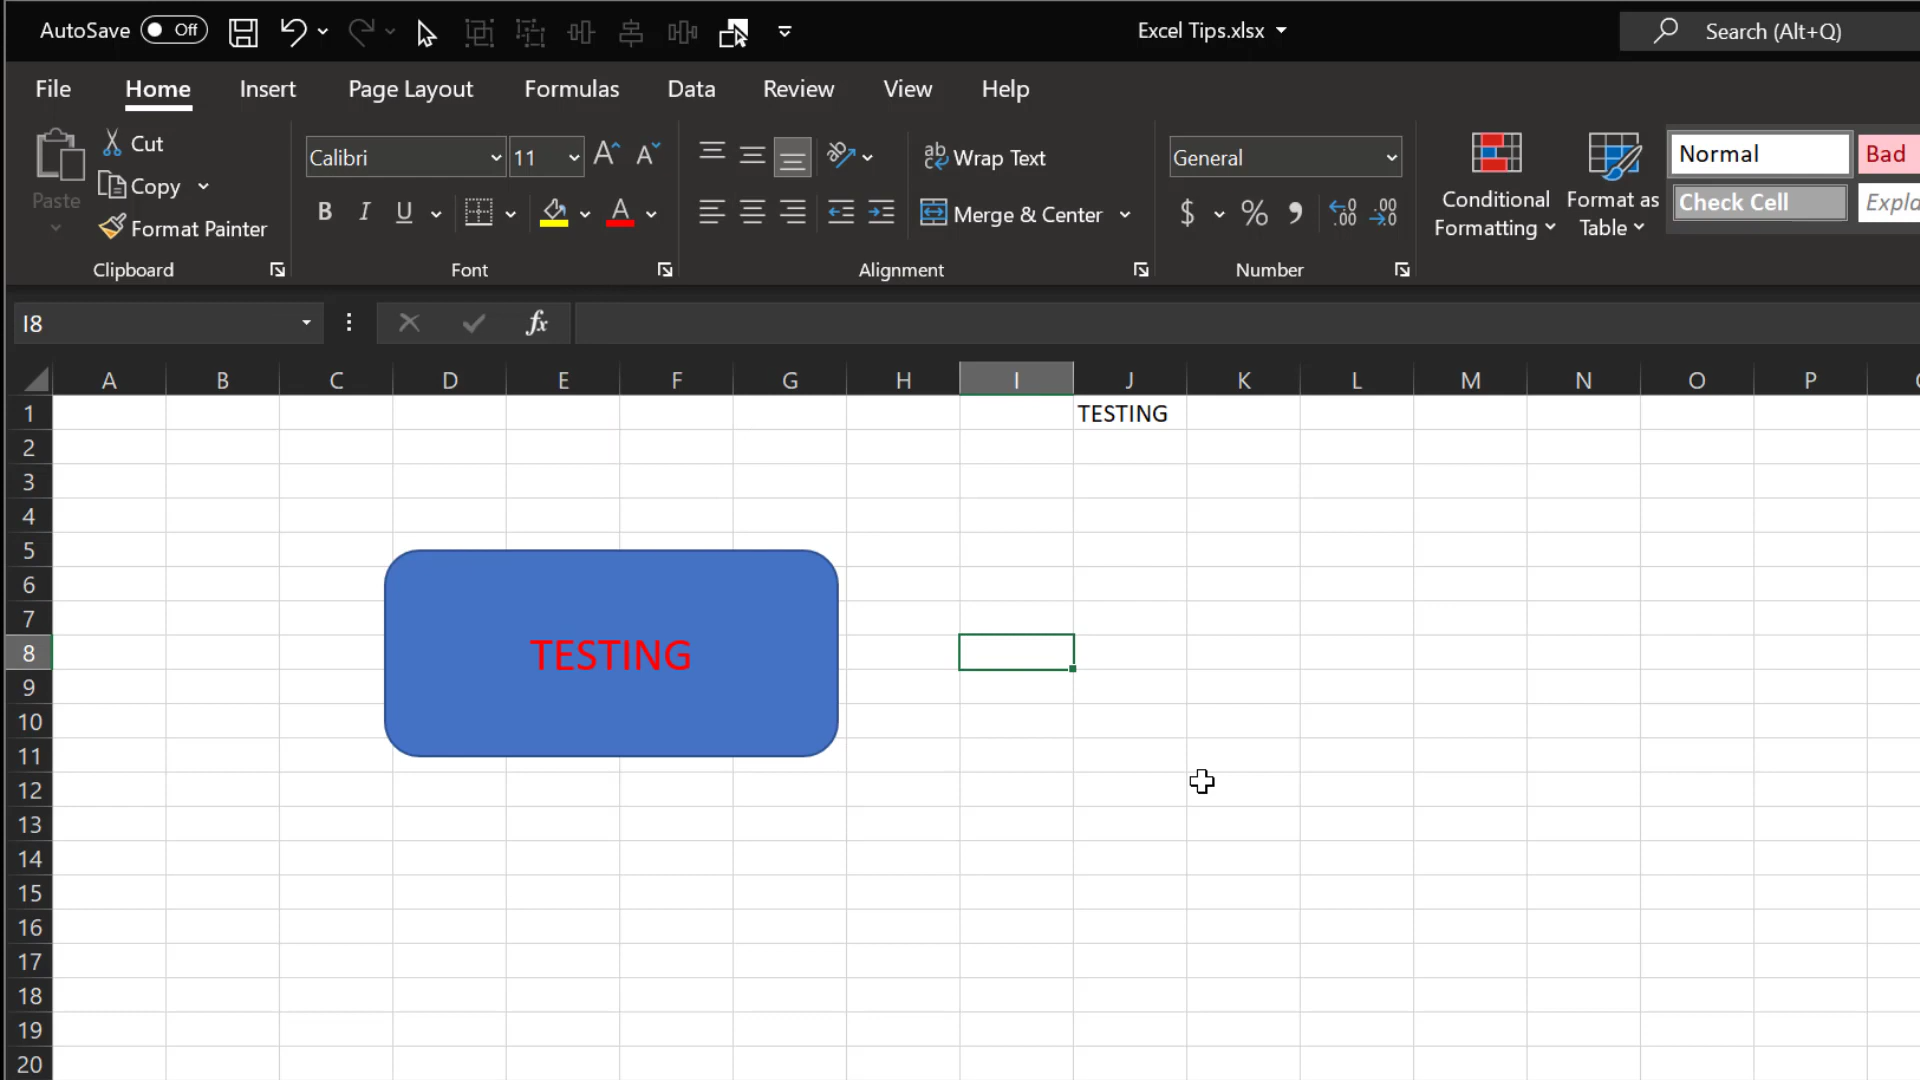 AutoSave Off Excel Tips.xlsx Search (Alt+Q)
File Home Insert Page Layout Formulas Data Review View Help
Paste Cut Copy Format Painter
Clipboard
Calibri 11
B I U A
Font
Wrap Text
Merge & Center
Alignment
General
$ % ,
Number
Conditional Formatting
Format as Table
Normal Bad
Check Cell Expla
I8 fx
A B C D E F G H I J K L M N O P
1 TESTING
2
3
4
5
6
7
8 TESTING
9
10
11
12
13
14
15
16
17
18
19
20